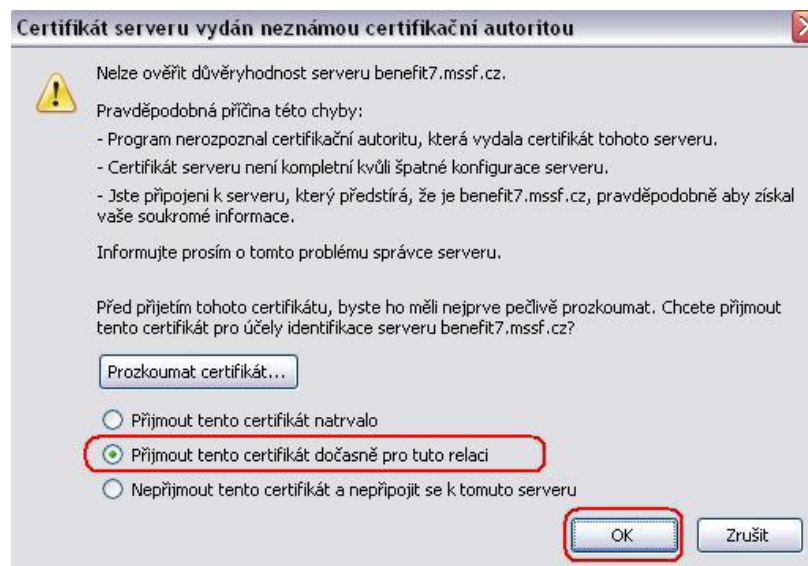 Certifikát serveru vydán neznámou certifikační autoritou
Nelze ověřit důvěryhodnost serveru benefit7.mssf.cz.
Pravděpodobná příčina této chyby:
- Program nerozpoznal certifikační autoritu, která vydala certifikát tohoto serveru.
- Certifikát serveru není kompletní kvůli špatné konfigurace serveru.
- Jste připojeni k serveru, který předstírá, že je benefit7.mssf.cz, pravděpodobně aby získal
vaše soukromé informace.
Informujte prosím o tomto problému správce serveru.
Před přijetím tohoto certifikátu, byste ho měli nejprve pečlivě prozkoumat. Chcete přijmout
tento certifikát pro účely identifikace serveru benefit7.mssf.cz?
Prozkoumat certifikát...
Přijmout tento certifikát natrvalo
Přijmout tento certifikát dočasně pro tuto relaci
Nepřijmout tento certifikát a nepřipojit se k tomuto serveru
OK
Zrušit